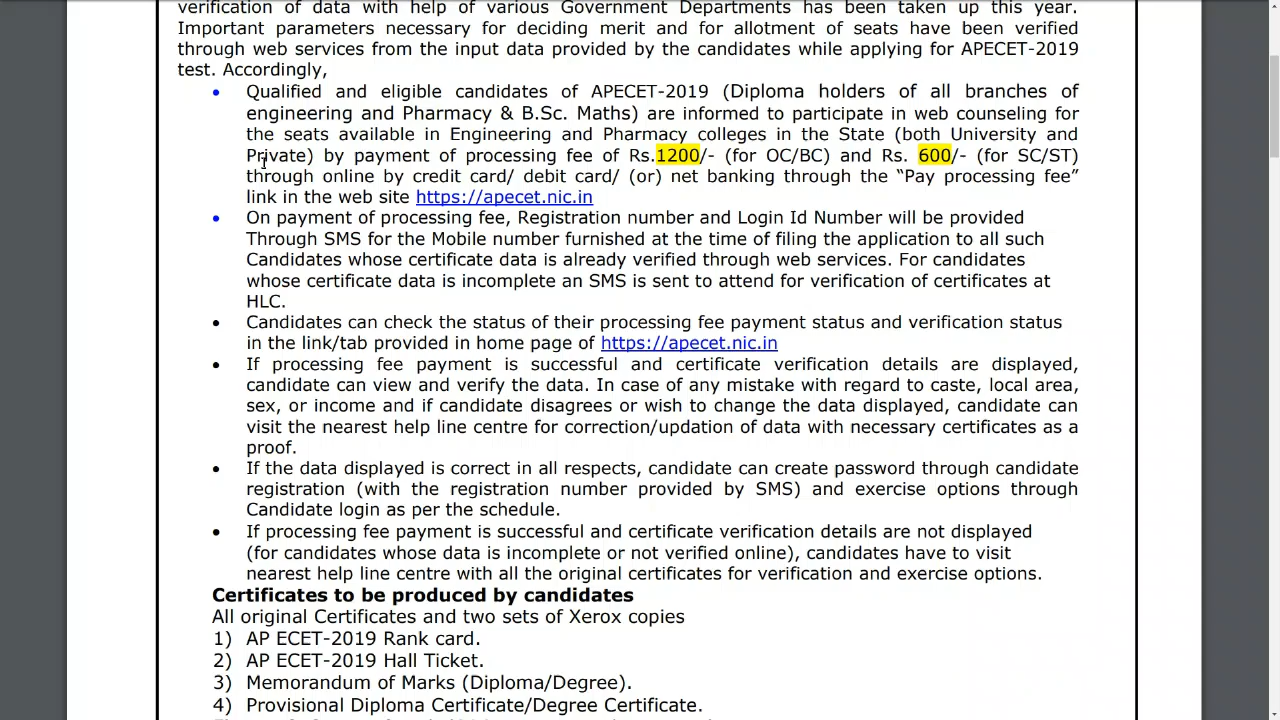 verification of data with help of various Government Departments has been taken up this year.
Important parameters necessary for deciding merit and for allotment of seats have been verified
through web services from the input data provided by the candidates while applying for APECET-2019
test. Accordingly,
• Qualified and eligible candidates of APECET-2019 (Diploma holders of all branches of
engineering and Pharmacy & B.Sc. Maths) are informed to participate in web counseling for
the seats available in Engineering and Pharmacy colleges in the State (both University and
Private) by payment of processing fee of Rs.1200/- (for OC/BC) and Rs. 600/- (for SC/ST)
through online by credit card/ debit card/ (or) net banking through the “Pay processing fee”
link in the web site https://apecet.nic.in
• On payment of processing fee, Registration number and Login Id Number will be provided
Through SMS for the Mobile number furnished at the time of filing the application to all such
Candidates whose certificate data is already verified through web services. For candidates
whose certificate data is incomplete an SMS is sent to attend for verification of certificates at
HLC.
• Candidates can check the status of their processing fee payment status and verification status
in the link/tab provided in home page of https://apecet.nic.in
• If processing fee payment is successful and certificate verification details are displayed,
candidate can view and verify the data. In case of any mistake with regard to caste, local area,
sex, or income and if candidate disagrees or wish to change the data displayed, candidate can
visit the nearest help line centre for correction/updation of data with necessary certificates as a
proof.
• If the data displayed is correct in all respects, candidate can create password through candidate
registration (with the registration number provided by SMS) and exercise options through
Candidate login as per the schedule.
• If processing fee payment is successful and certificate verification details are not displayed
(for candidates whose data is incomplete or not verified online), candidates have to visit
nearest help line centre with all the original certificates for verification and exercise options.
Certificates to be produced by candidates
All original Certificates and two sets of Xerox copies
1) AP ECET-2019 Rank card.
2) AP ECET-2019 Hall Ticket.
3) Memorandum of Marks (Diploma/Degree).
4) Provisional Diploma Certificate/Degree Certificate.